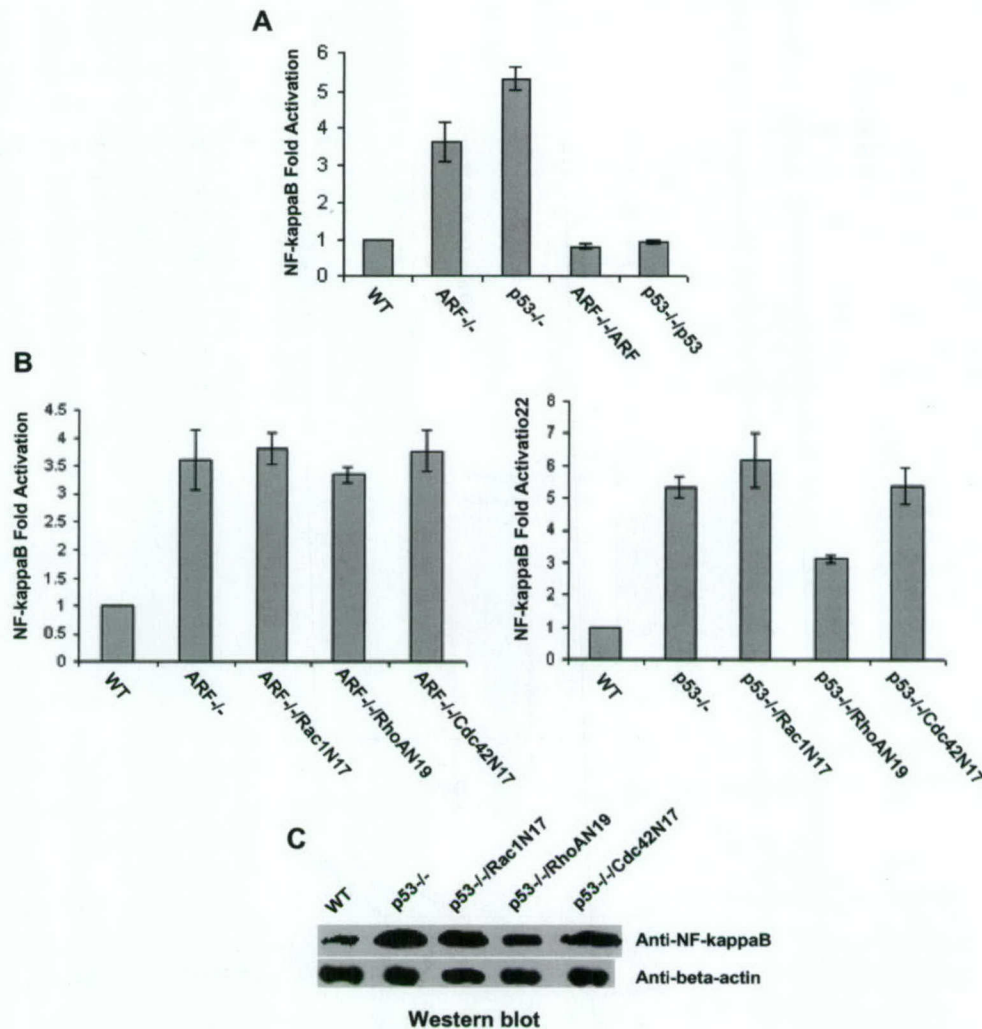 A
NF-kappaB Fold Activation
6
5
4
3
2
1
0
WT
ARF-/-
p53-/-
ARF-/-/ARF
p53-/-/p53
B
NF-kappaB Fold Activation
4.5
4
3.5
3
2.5
2
1.5
1
0.5
0
WT
ARF-/-
ARF-/-/Rac1N17
ARF-/-/RhoAN19
ARF-/-/Cdc42N17
NF-kappaB Fold Activatio22
8
7
6
5
4
3
2
1
0
WT
p53-/-
p53-/-/Rac1N17
p53-/-/RhoAN19
p53-/-/Cdc42N17
C
WT
p53-/-
p53-/-/Rac1N17
p53-/-/RhoAN19
p53-/-/Cdc42N17
Anti-NF-kappaB
Anti-beta-actin
Western blot